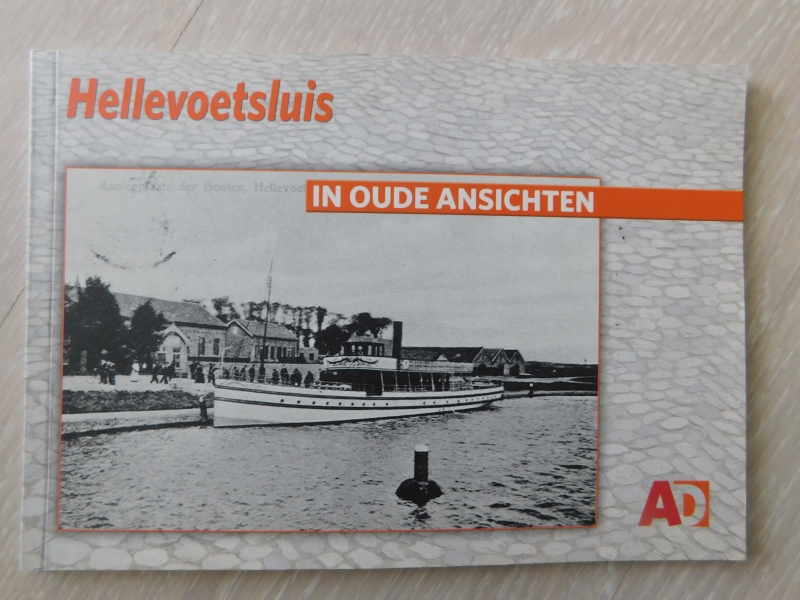 Hellevoetsluis
IN OUDE ANSICHTEN
Aanlegplaats der Booten, Hellevoet
AD